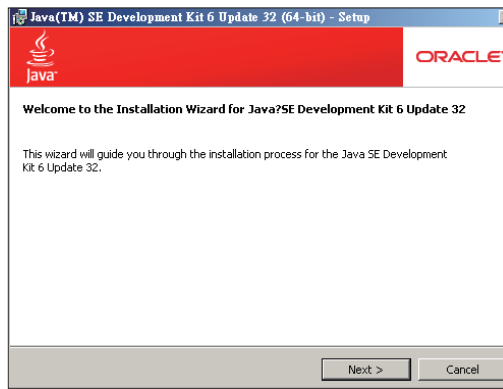 Java(TM) SE Development Kit 6 Update 32 (64-bit) - Setup
Java™
ORACLE
Welcome to the Installation Wizard for Java?SE Development Kit 6 Update 32
This wizard will guide you through the installation process for the Java SE Development
Kit 6 Update 32.
Next >
Cancel